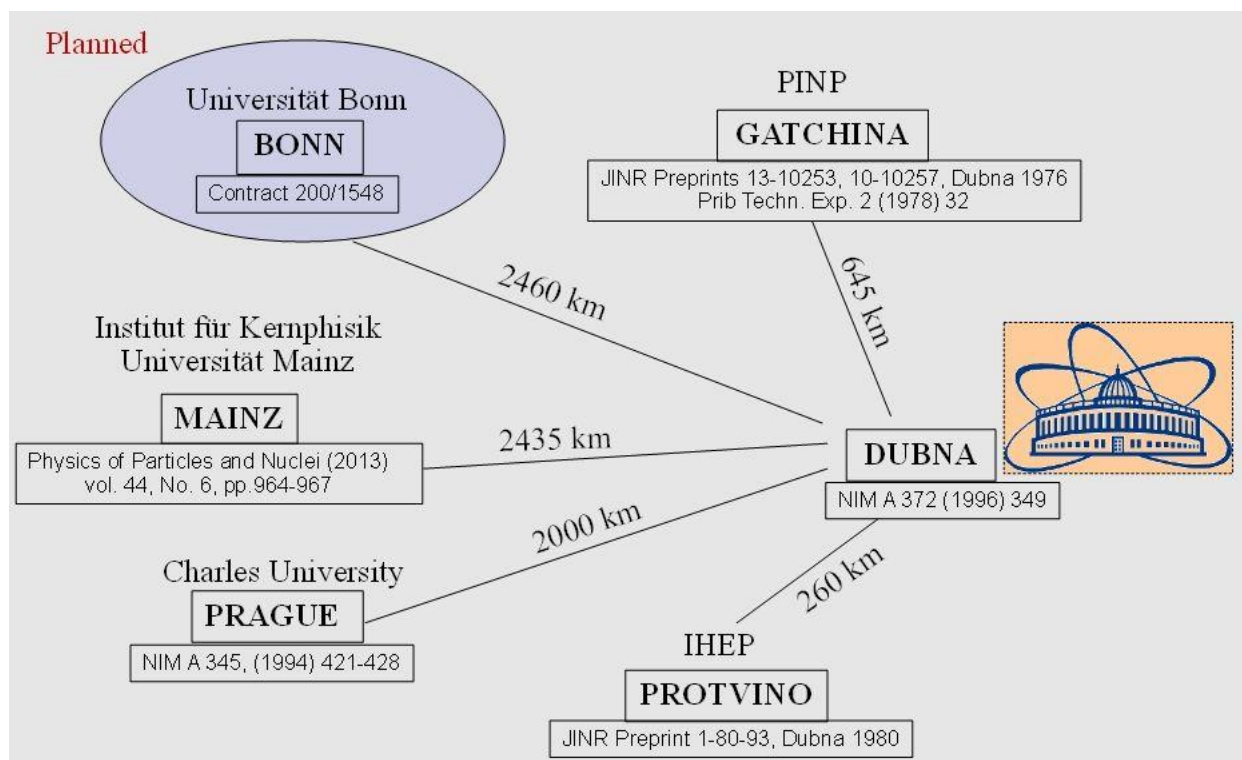 Planned
Universität Bonn
BONN
Contract 200/1548
PINP
GATCHINA
JINR Preprints 13-10253, 10-10257, Dubna 1976
Prib Techn. Exp. 2 (1978) 32
2460 km
645 km
Institut für Kernphisik
Universität Mainz
MAINZ
Physics of Particles and Nuclei (2013)
vol. 44, No. 6, pp.964-967
2435 km
DUBNA
NIM A 372 (1996) 349
2000 km
Charles University
PRAGUE
NIM A 345, (1994) 421-428
260 km
IHEP
PROTVINO
JINR Preprint 1-80-93, Dubna 1980